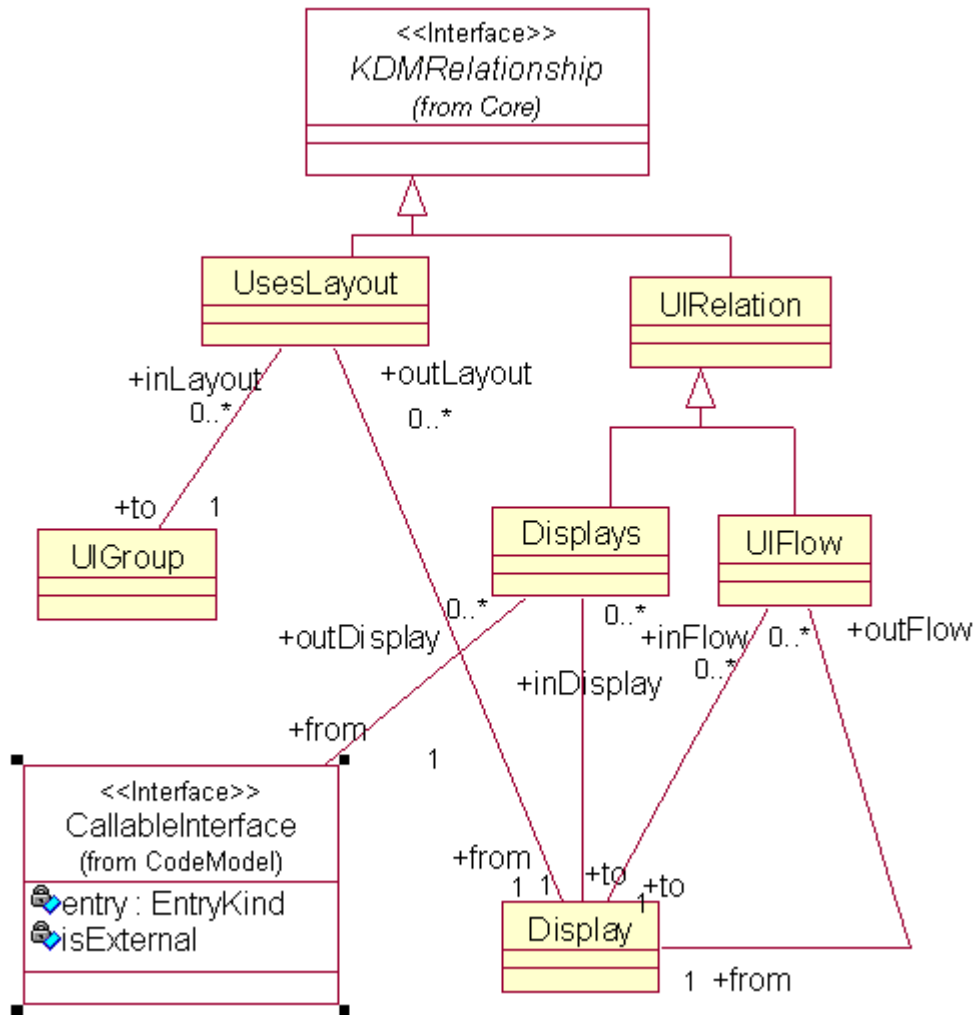 <<Interface>>
KDMRelationship
(from Core)
UsesLayout
UIRelation
+inLayout
0..*
+outLayout
0..*
+to
1
UIGroup
Displays
UIFlow
0..*
+outDisplay
0..*
+inDisplay
+inFlow
0..*
0..*
+outFlow
+from
1
<<Interface>>
CallableInterface
(from CodeModel)
entry : EntryKind
isExternal
+from
1
1
+to
1
+to
Display
1
+from